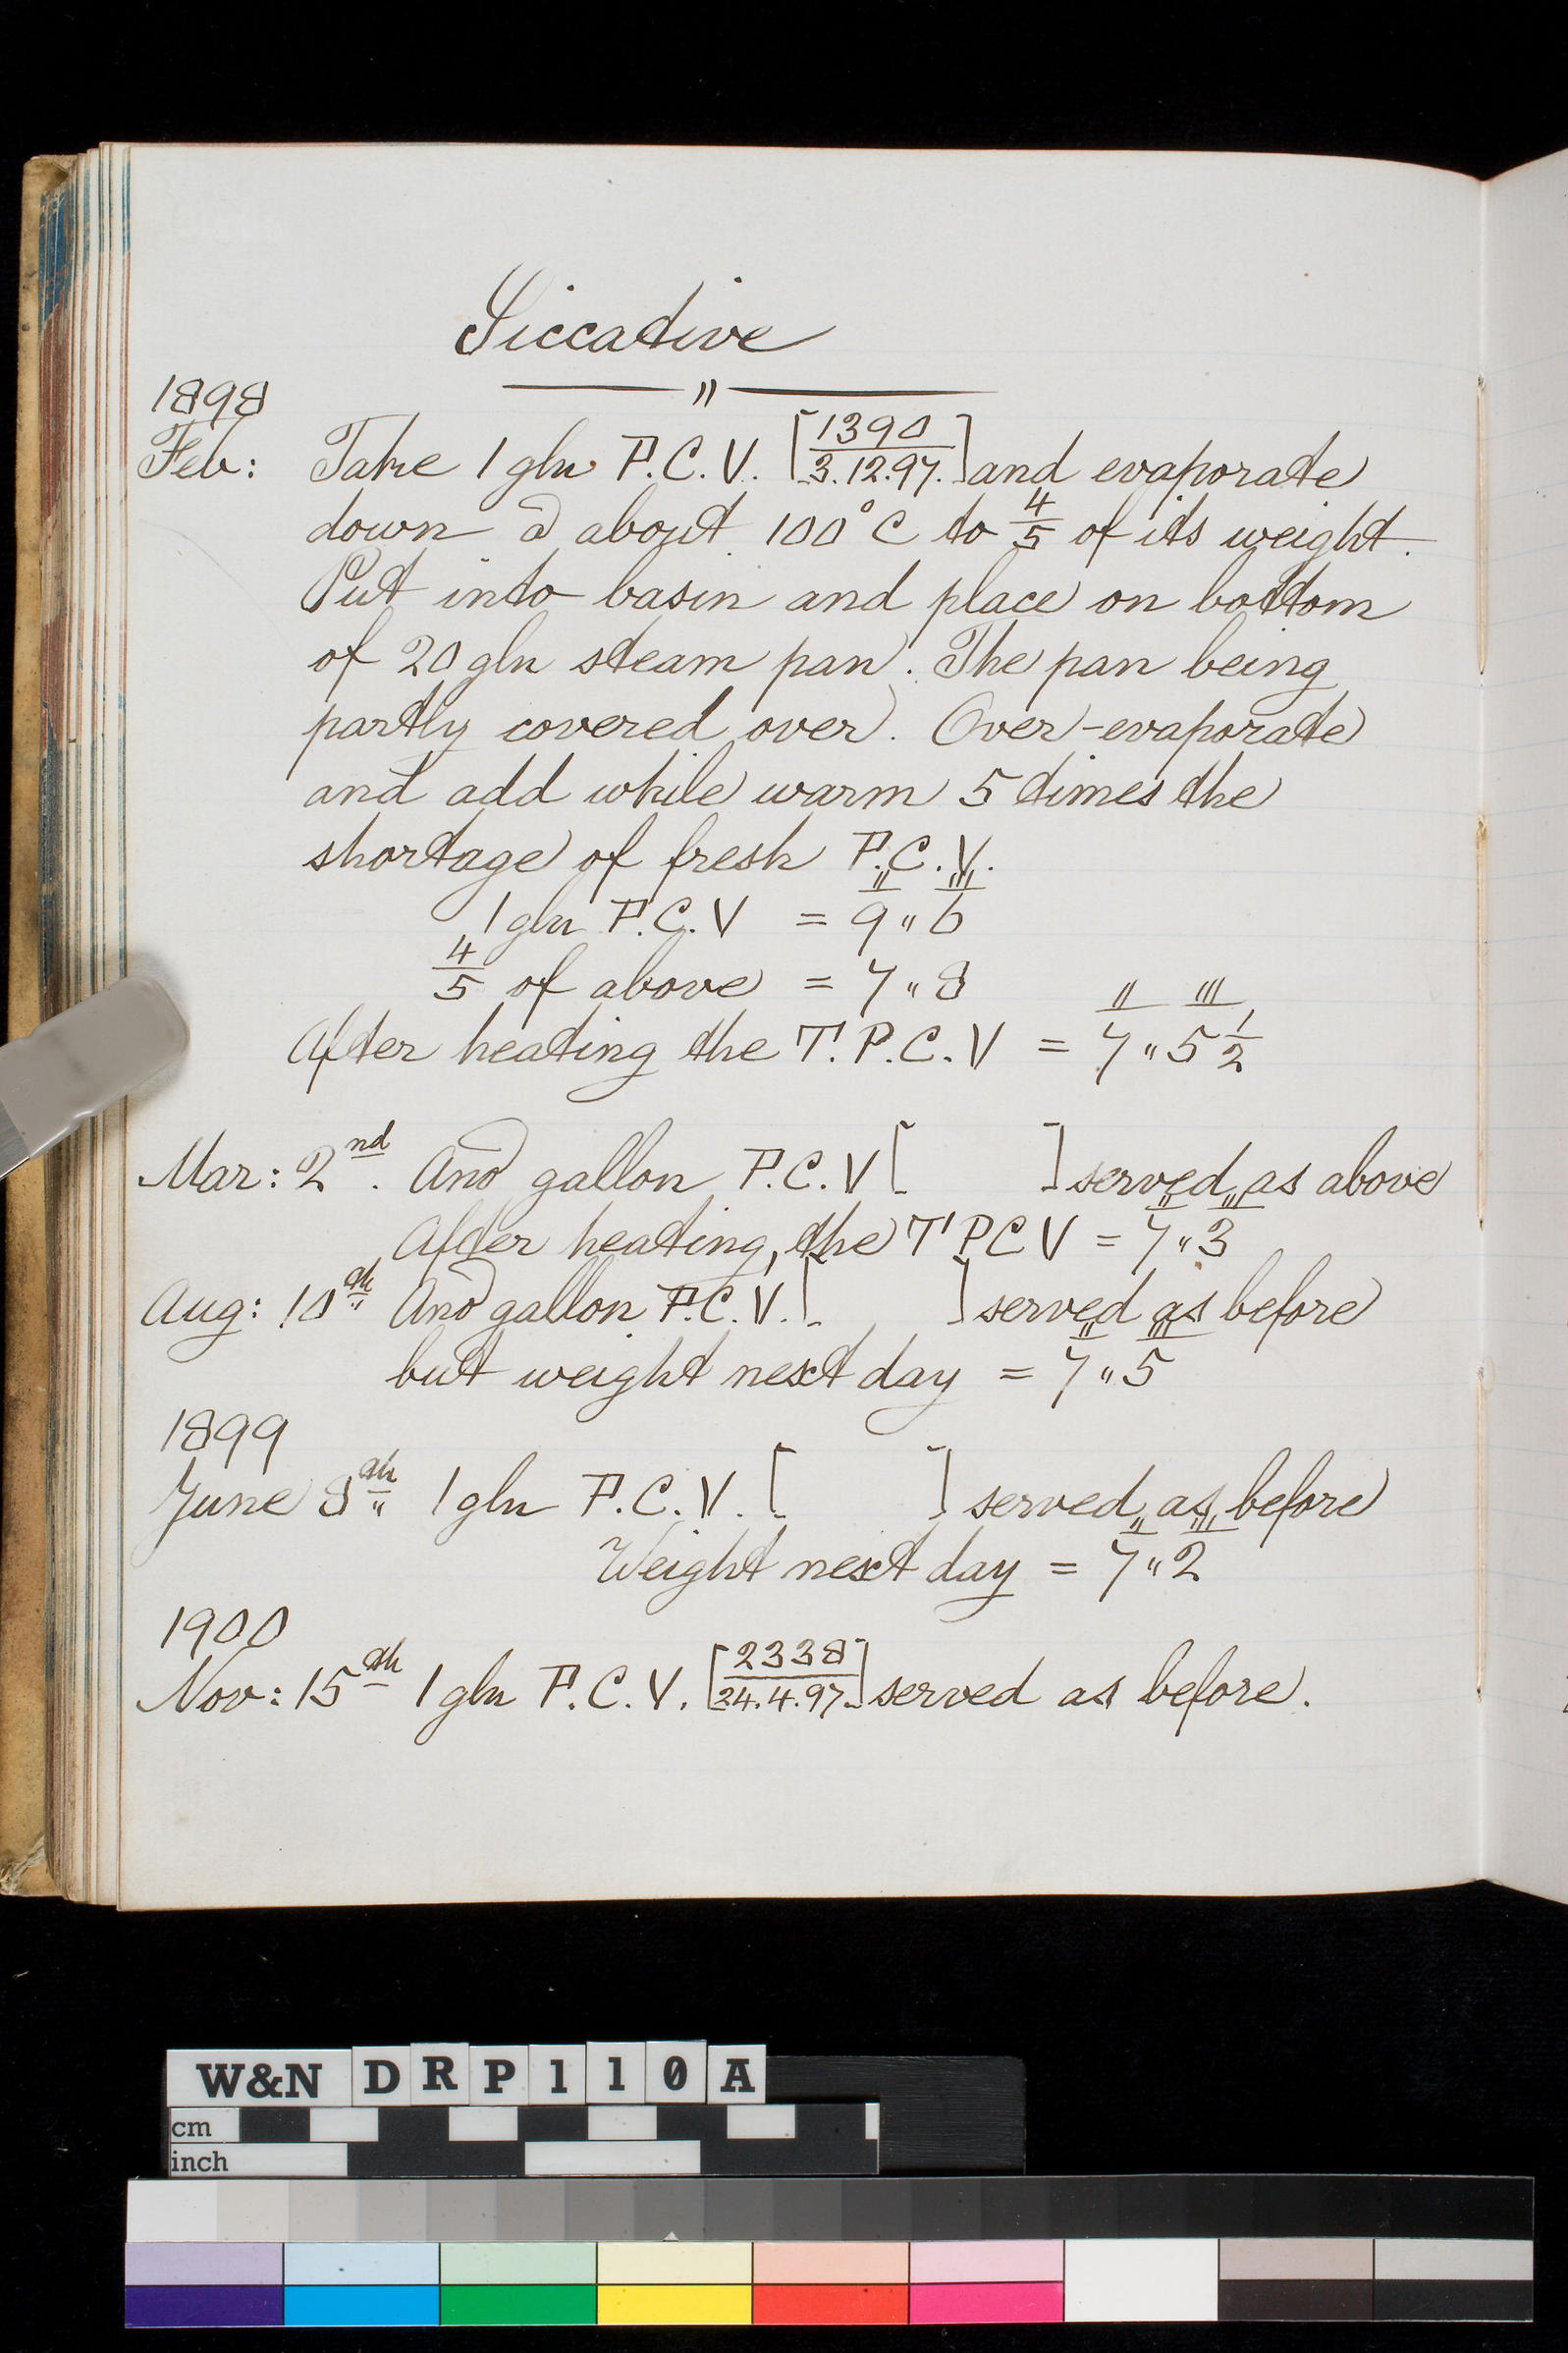 Siccative
1898
Feb: Take 1 gln P.C.V. [1390/3.12.97.] and evaporate
down @ about 100°C to 4/5 of its weight.
Put into basin and place on bottom
of 20 gln steam pan. The pan being
partly covered over. Over-evaporate
and add while warm 5 times the
shortage of fresh P.C.V.
1 gln P.C.V = 9 " 6
4/5 of above = 7 " 8
After heating the T.P.C.V = 7 " 5 1/2
Mar: 2nd. Ano gallon P.C.V [ ] served as above
After heating, the T P C V = 7 " 3
Aug: 10th Ano gallon P.C.V. [ ] served as before
but weight next day = 7 " 5
1899
June 8th 1 gln P.C.V. [ ] served as before
Weight next day = 7 " 2
1900
Nov: 15th 1 gln P.C.V. [2338/24.4.97.] served as before.
W&N DRP110A
cm
inch